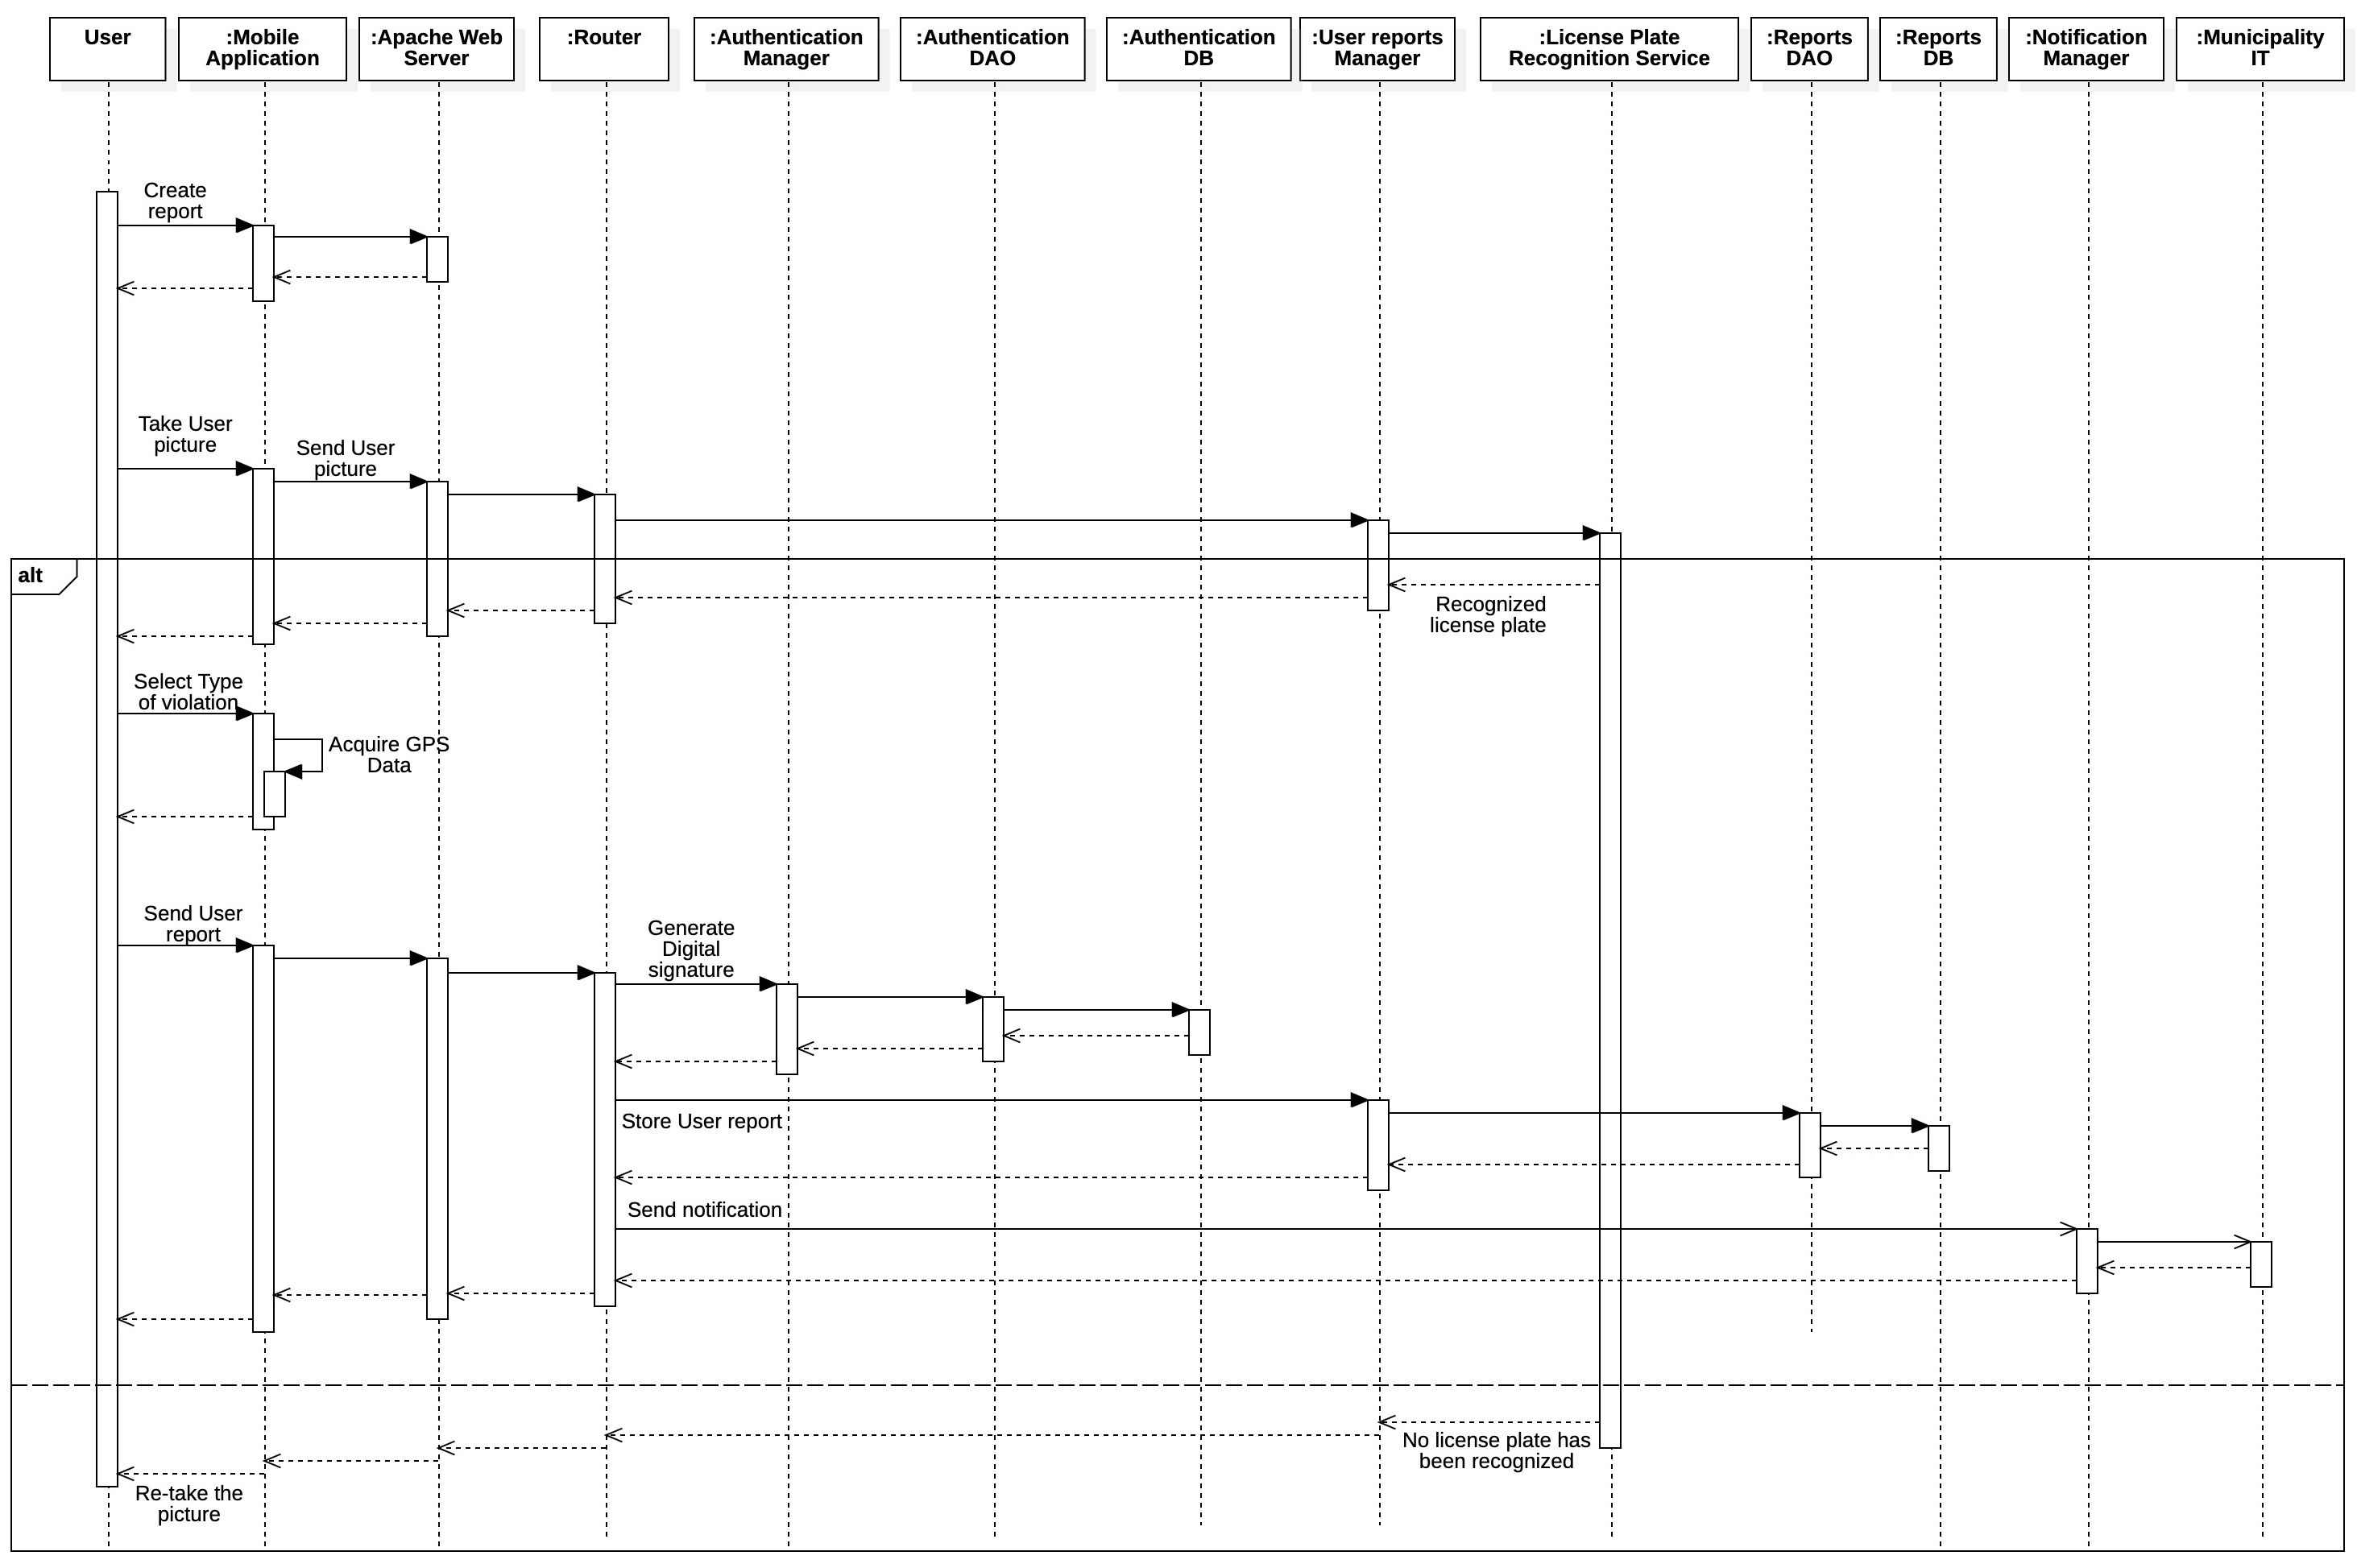 User
:Mobile
Application
:Apache Web
Server
:Router
:Authentication
Manager
:Authentication
DAO
:Authentication
DB
:User reports
Manager
:License Plate
Recognition Service
:Reports
DAO
:Reports
DB
:Notification
Manager
:Municipality
IT
Create
report
Take User
picture
Send User
picture
alt
Recognized
license plate
Select Type
of violation
Acquire GPS
Data
Send User
report
Generate
Digital
signature
Store User report
Send notification
No license plate has
been recognized
Re-take the
picture